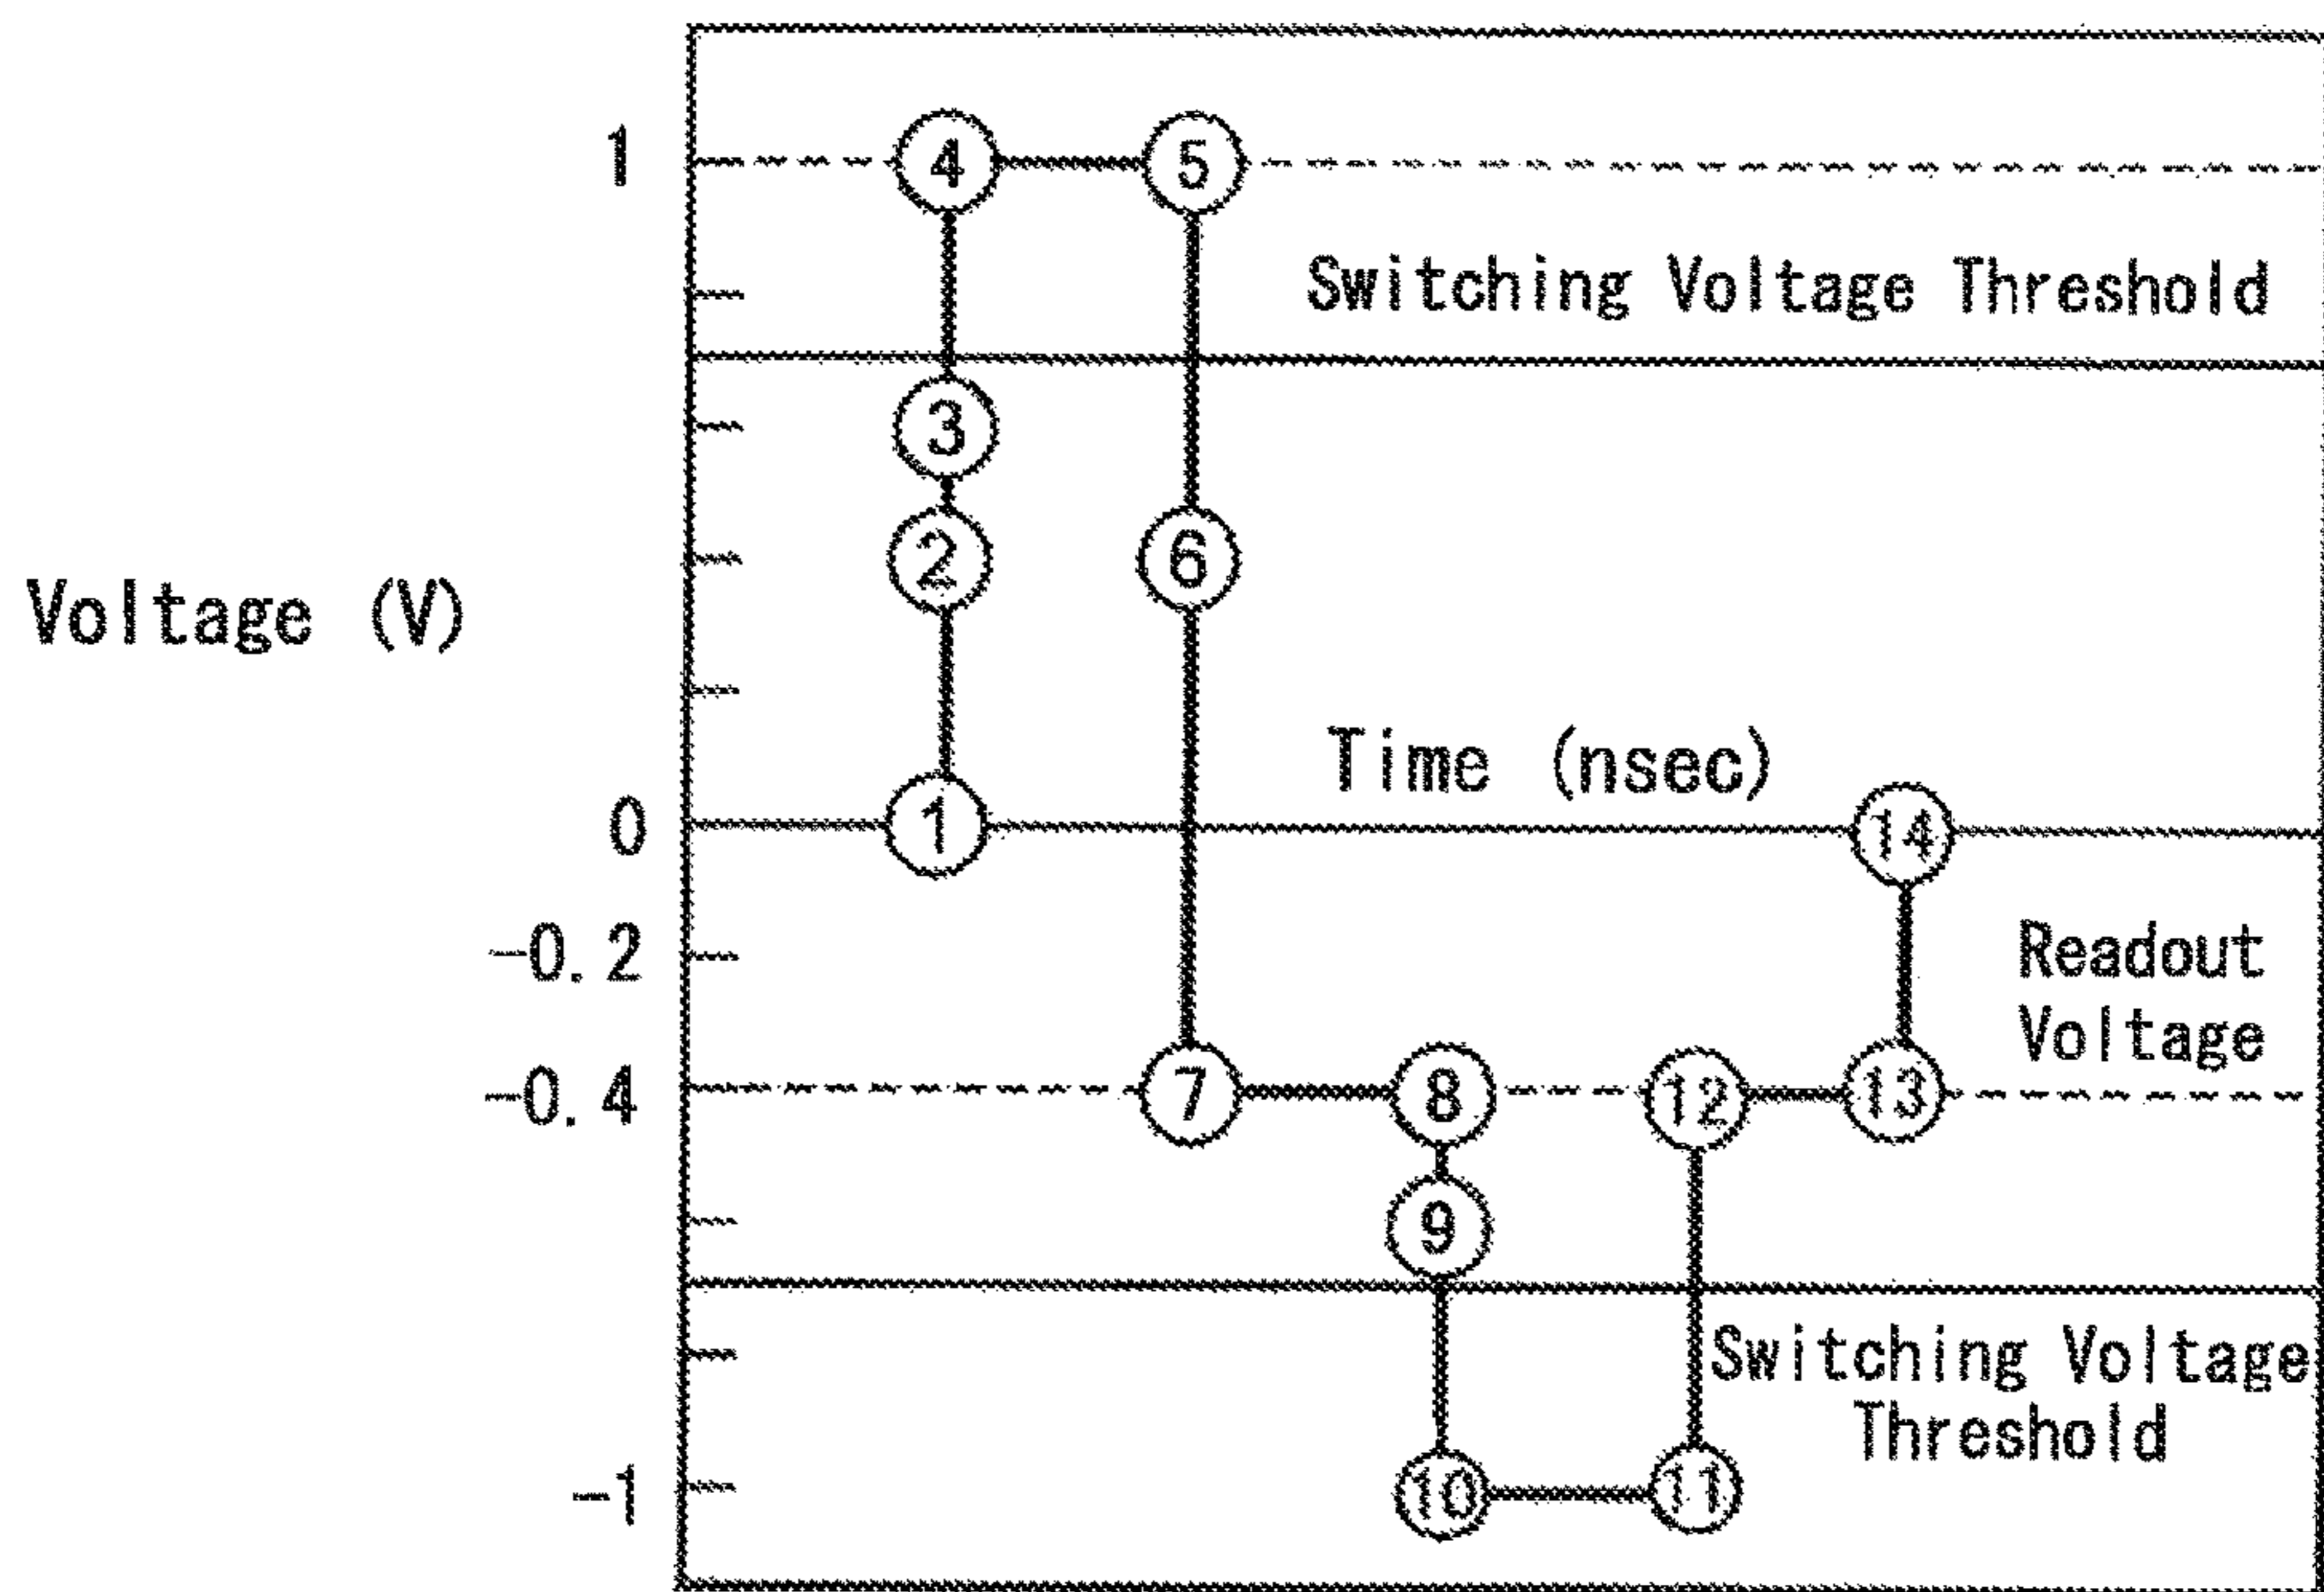 1
4
5
Switching Voltage Threshold
3
2
6
Voltage (V)
Time (nsec)
0
1
14
-0.2
Readout
Voltage
-0.4
7
8
12
13
9
Switching Voltage
Threshold
-1
10
11